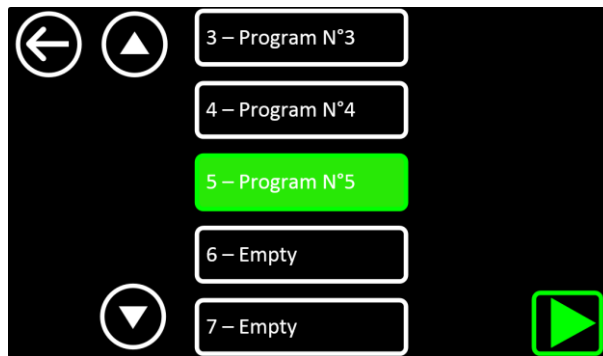 3 – Program N°3
4 – Program N°4
5 – Program N°5
6 – Empty
7 – Empty